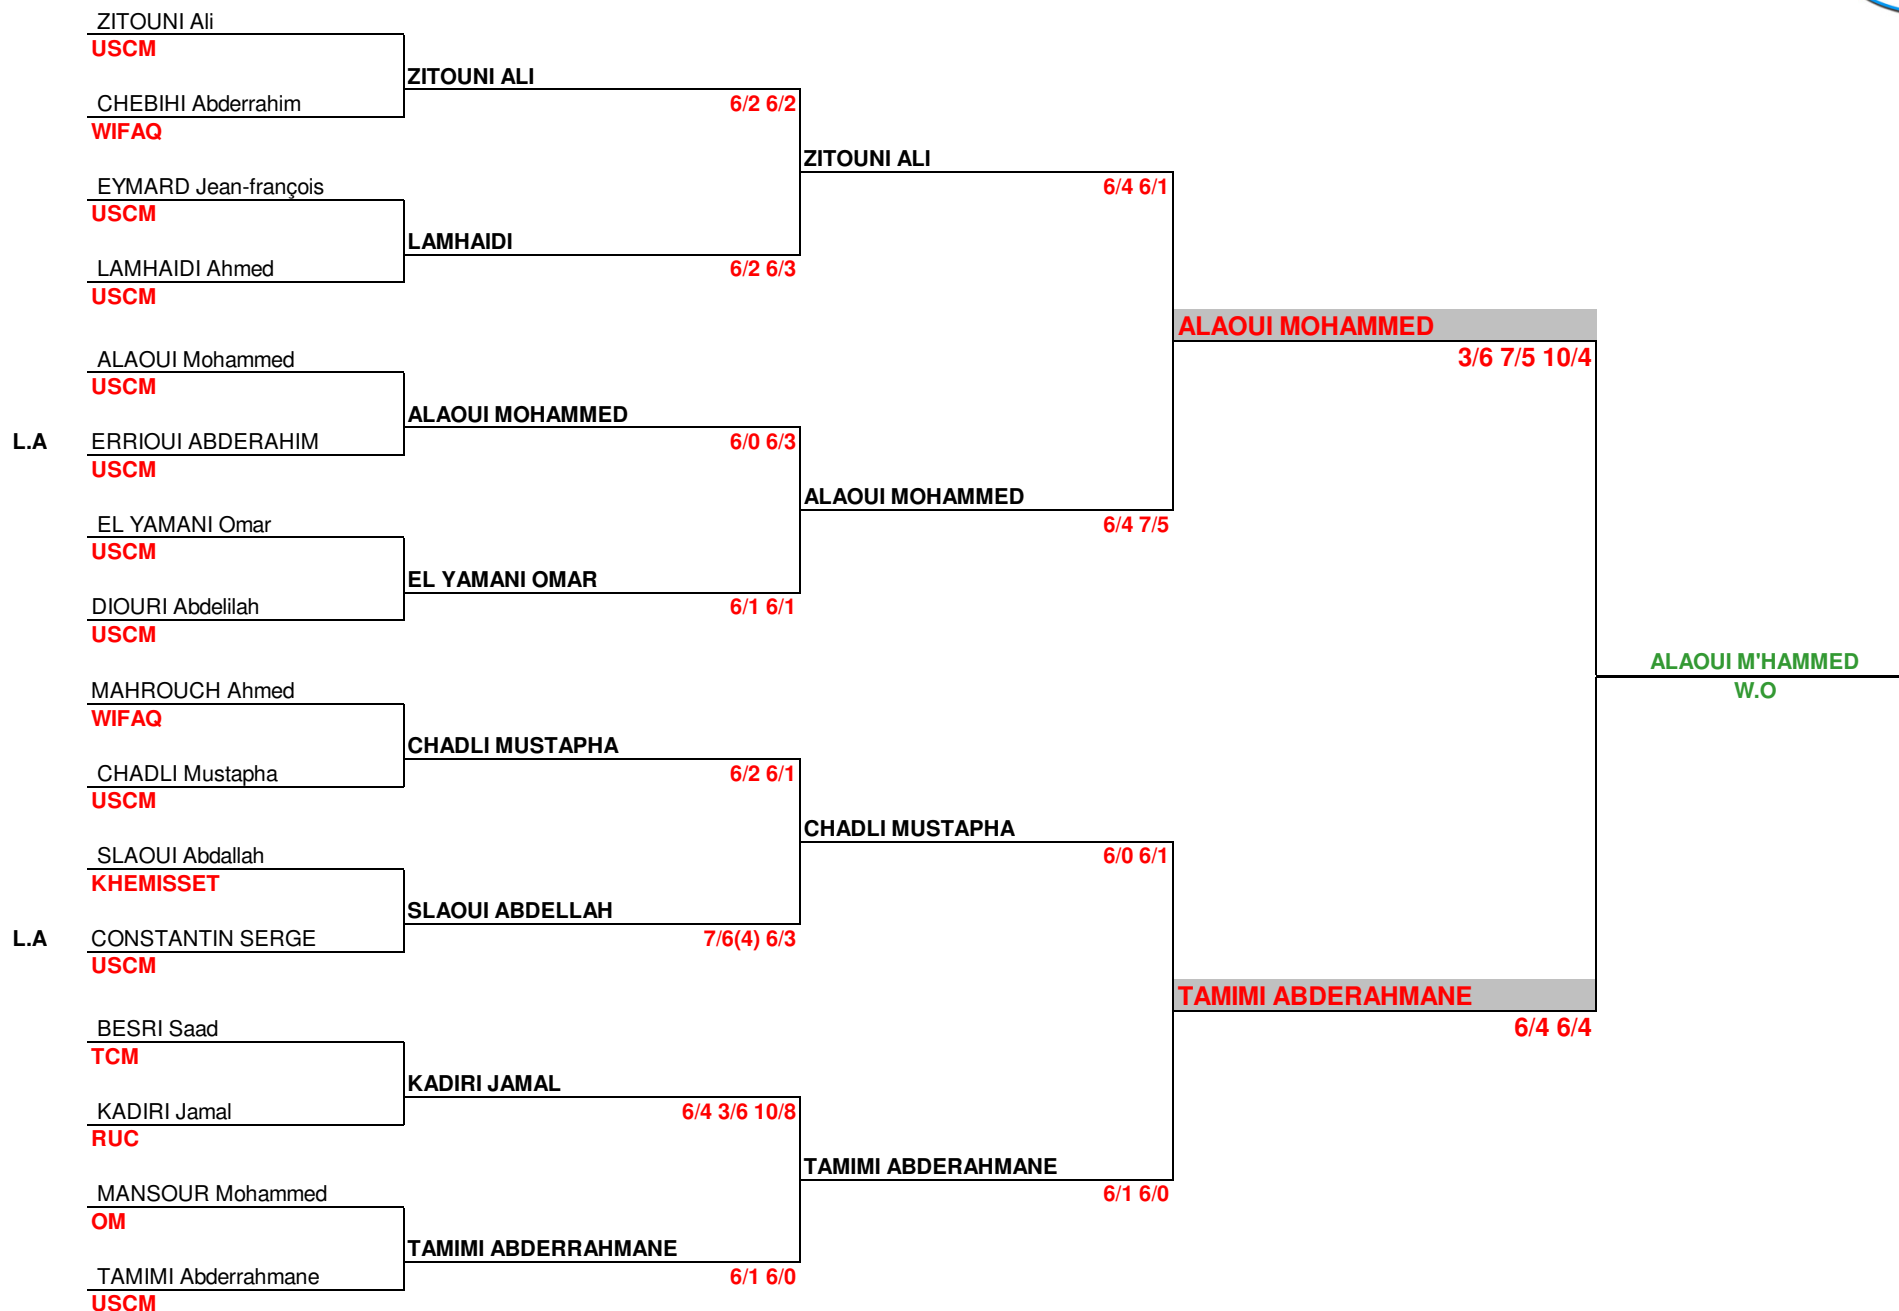 ZITOUNI Ali
USCM
ZITOUNI ALI
CHEBIHI Abderrahim
6/2 6/2
WIFAQ
ZITOUNI ALI
EYMARD Jean-françois
6/4 6/1
USCM
LAMHAIDI
LAMHAIDI Ahmed
6/2 6/3
USCM
ALAOUI MOHAMMED
ALAOUI Mohammed
3/6 7/5 10/4
USCM
ALAOUI MOHAMMED
L.A
ERRIOUI ABDERAHIM
6/0 6/3
USCM
ALAOUI MOHAMMED
EL YAMANI Omar
6/4 7/5
USCM
EL YAMANI OMAR
DIOURI Abdelilah
6/1 6/1
USCM
ALAOUI M'HAMMED
MAHROUCH Ahmed
W.O
WIFAQ
CHADLI MUSTAPHA
CHADLI Mustapha
6/2 6/1
USCM
CHADLI MUSTAPHA
SLAOUI Abdallah
6/0 6/1
KHEMISSET
SLAOUI ABDELLAH
L.A
CONSTANTIN SERGE
7/6(4) 6/3
USCM
TAMIMI ABDERAHMANE
BESRI Saad
6/4 6/4
TCM
KADIRI JAMAL
KADIRI Jamal
6/4 3/6 10/8
RUC
TAMIMI ABDERAHMANE
MANSOUR Mohammed
6/1 6/0
OM
TAMIMI ABDERRAHMANE
TAMIMI Abderrahmane
6/1 6/0
USCM